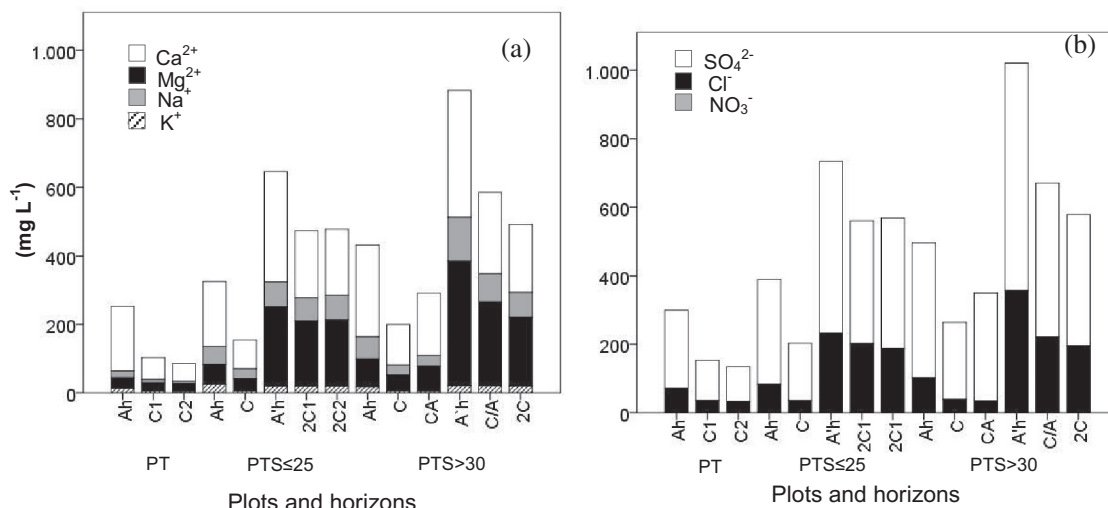 (a)
1.000
800
600
400
200
0
(mg L⁻¹)
Ca²⁺
Mg²⁺
Na⁺
K⁺
Ah C1 C2 Ah C A'h 2C1 2C2 Ah C CA A'h C/A 2C
PT PTS≤25 PTS>30
Plots and horizons
(b)
1.000
800
600
400
200
0
SO₄²⁻
Cl⁻
NO₃⁻
Ah C1 C2 Ah C A'h 2C1 2C1 Ah C CA A'h C/A 2C
PT PTS≤25 PTS>30
Plots and horizons